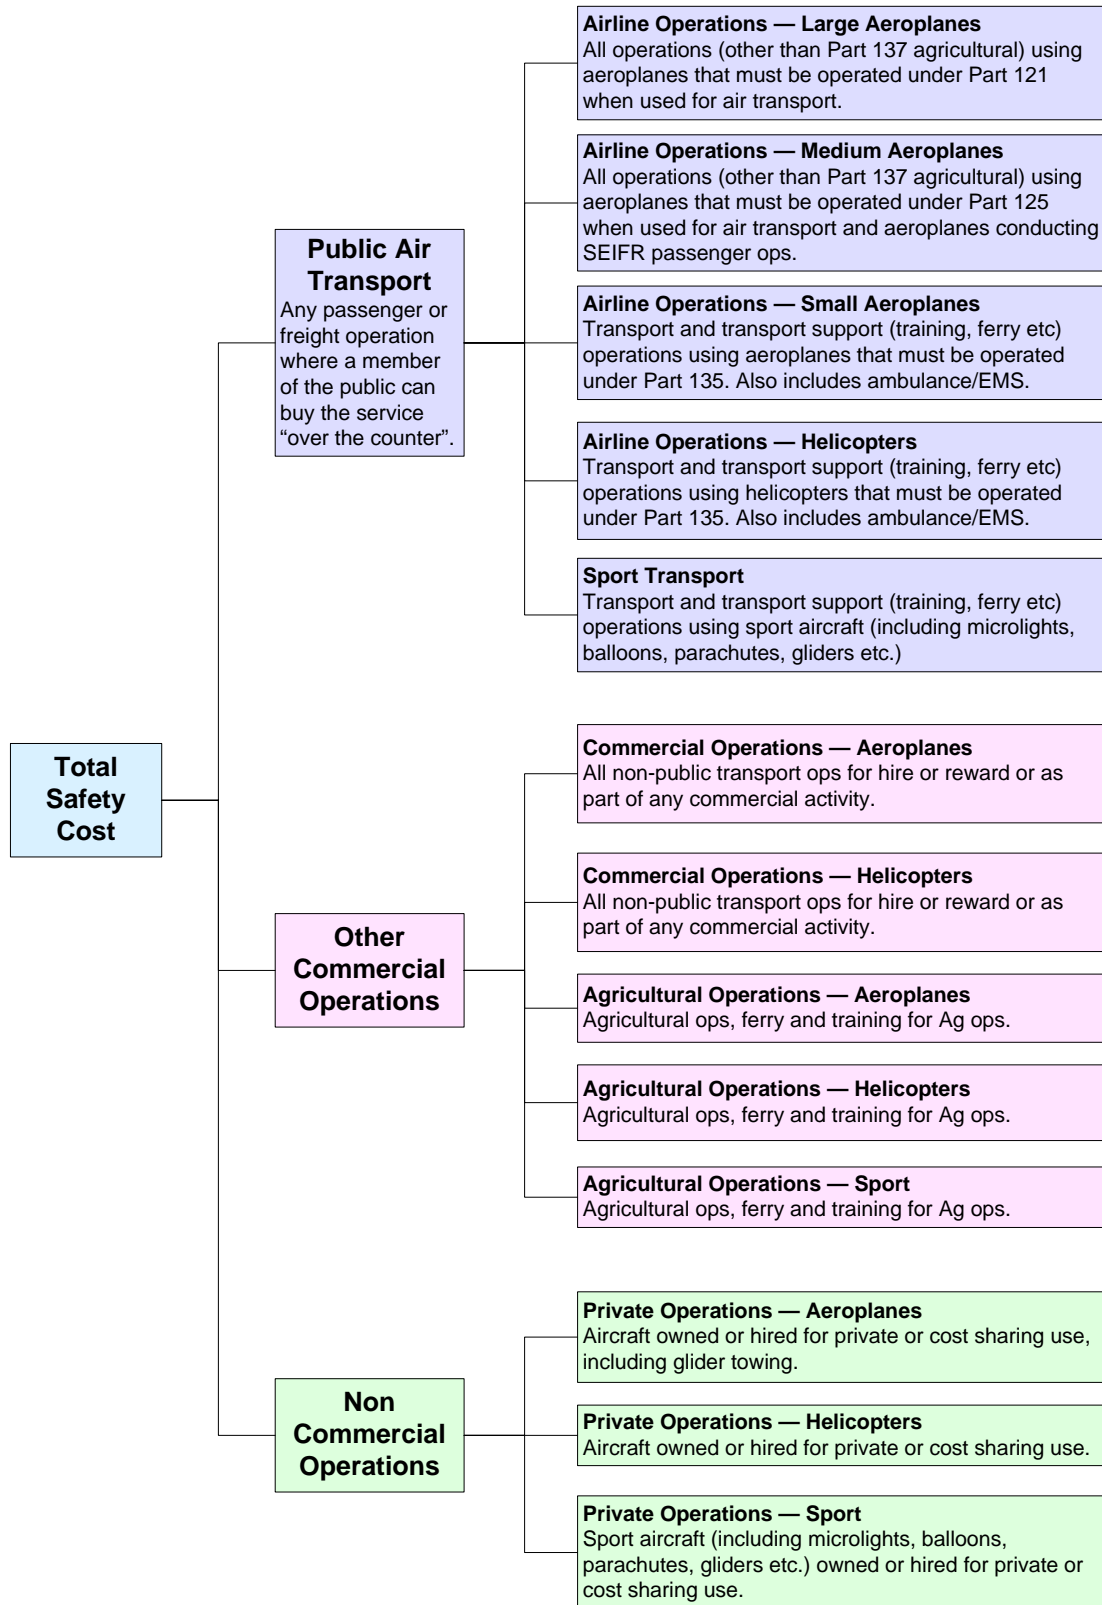 Airline Operations — Large Aeroplanes
All operations (other than Part 137 agricultural) using
aeroplanes that must be operated under Part 121
when used for air transport.
Airline Operations — Medium Aeroplanes
All operations (other than Part 137 agricultural) using
aeroplanes that must be operated under Part 125
when used for air transport and aeroplanes conducting
SEIFR passenger ops.
Public Air
Transport
Any passenger or
freight operation
where a member
of the public can
buy the service
“over the counter”.
Airline Operations — Small Aeroplanes
Transport and transport support (training, ferry etc)
operations using aeroplanes that must be operated
under Part 135. Also includes ambulance/EMS.
Airline Operations — Helicopters
Transport and transport support (training, ferry etc)
operations using helicopters that must be operated
under Part 135. Also includes ambulance/EMS.
Sport Transport
Transport and transport support (training, ferry etc)
operations using sport aircraft (including microlights,
balloons, parachutes, gliders etc.)
Total
Safety
Cost
Commercial Operations — Aeroplanes
All non-public transport ops for hire or reward or as
part of any commercial activity.
Commercial Operations — Helicopters
All non-public transport ops for hire or reward or as
part of any commercial activity.
Other
Commercial
Operations
Agricultural Operations — Aeroplanes
Agricultural ops, ferry and training for Ag ops.
Agricultural Operations — Helicopters
Agricultural ops, ferry and training for Ag ops.
Agricultural Operations — Sport
Agricultural ops, ferry and training for Ag ops.
Private Operations — Aeroplanes
Aircraft owned or hired for private or cost sharing use,
including glider towing.
Non
Commercial
Operations
Private Operations — Helicopters
Aircraft owned or hired for private or cost sharing use.
Private Operations — Sport
Sport aircraft (including microlights, balloons,
parachutes, gliders etc.) owned or hired for private or
cost sharing use.